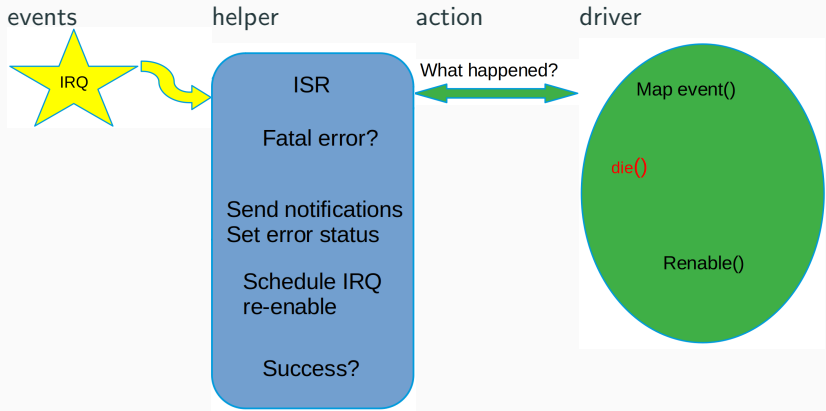 events
helper
action
driver
IRQ
ISR
Fatal error?
Send notifications
Set error status
Schedule IRQ
re-enable
Success?
What happened?
Map event()
die()
Renable()